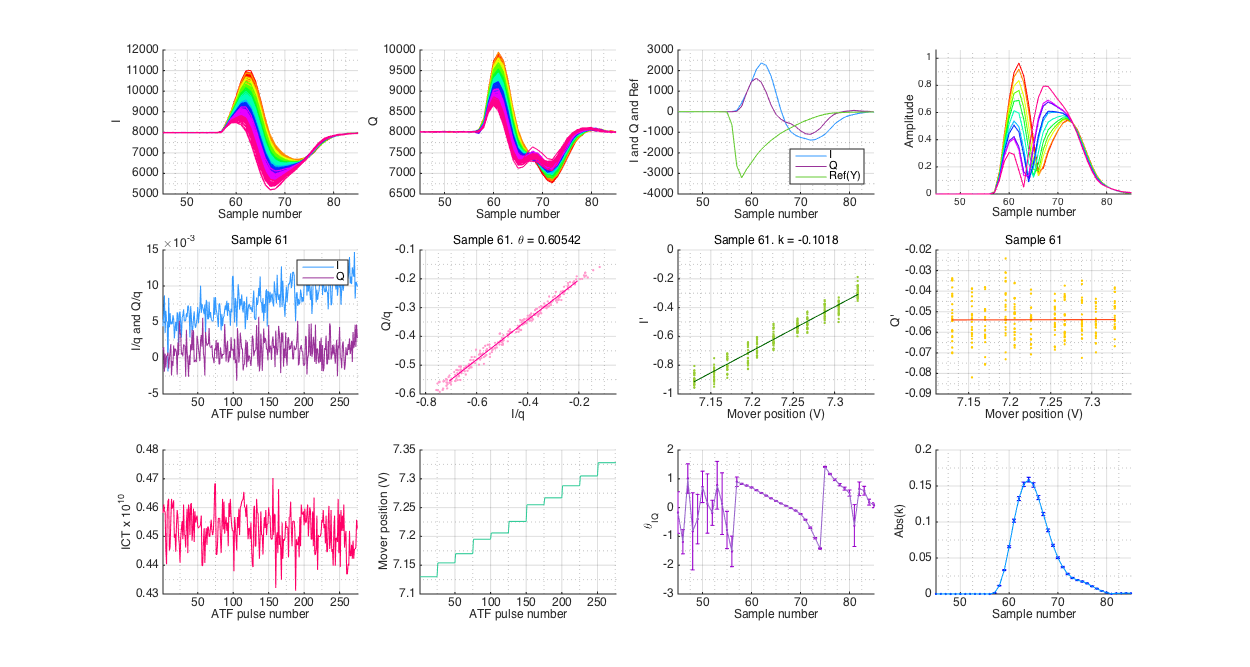 12000
11000
10000
9000
8000
7000
6000
5000
I
50 60 70 80
Sample number
10000
9500
9000
8500
8000
7500
7000
6500
Q
50 60 70 80
Sample number
3000
2000
1000
0
-1000
-2000
-3000
-4000
I and Q and Ref
I
Q
Ref(Y)
50 60 70 80
Sample number
1
0.8
0.6
0.4
0.2
0
Amplitude
50 60 70 80
Sample number
Sample 61
×10⁻³
15
10
5
0
-5
I/q and Q/q
I
Q
50 100 150 200 250
ATF pulse number
Sample 61. θ = 0.60542
-0.1
-0.2
-0.3
-0.4
-0.5
-0.6
Q/q
-0.8 -0.6 -0.4 -0.2
I/q
Sample 61. k = -0.1018
0
-0.2
-0.4
-0.6
-0.8
-1
I'
7.15 7.2 7.25 7.3
Mover position (V)
Sample 61
-0.02
-0.03
-0.04
-0.05
-0.06
-0.07
-0.08
-0.09
Q'
7.15 7.2 7.25 7.3
Mover position (V)
0.48
0.47
0.46
0.45
0.44
0.43
ICT x 10¹⁰
50 100 150 200 250
ATF pulse number
7.35
7.3
7.25
7.2
7.15
7.1
Mover position (V)
50 100 150 200 250
ATF pulse number
2
1
0
-1
-2
-3
θIQ
50 60 70 80
Sample number
0.2
0.15
0.1
0.05
0
Abs(k)
50 60 70 80
Sample number